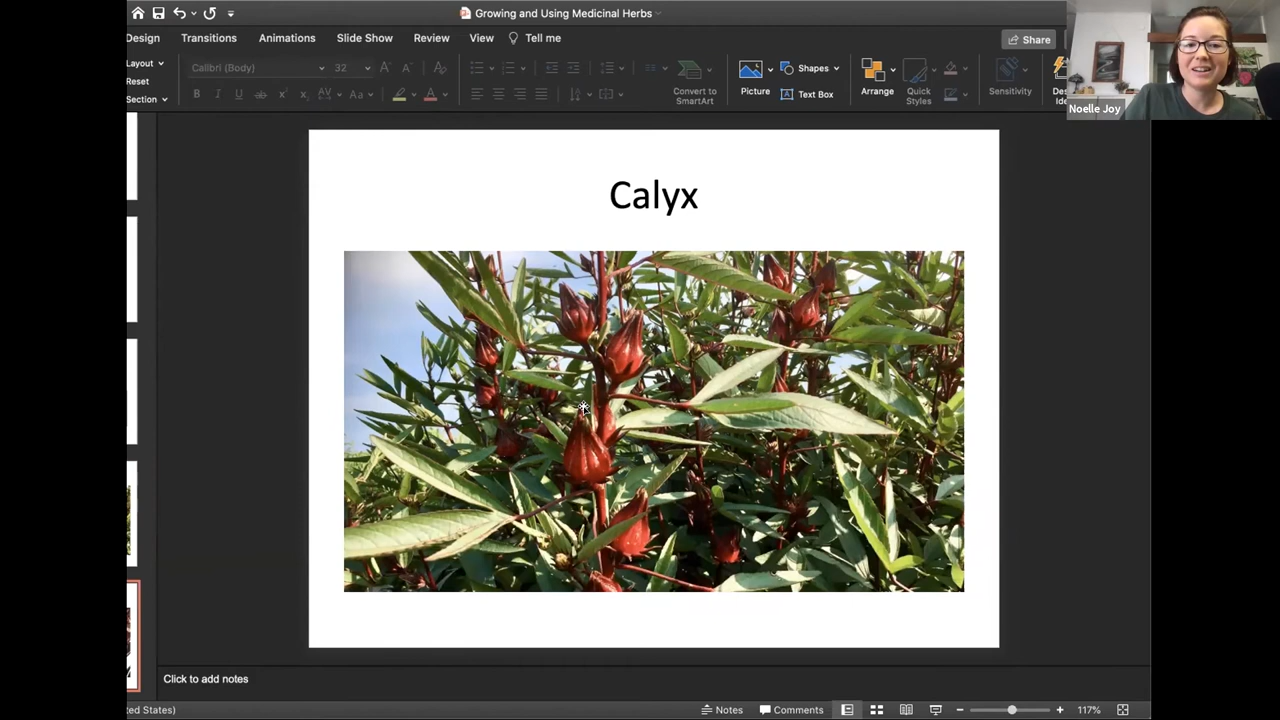 Growing and Using Medicinal Herbs
Design Transitions Animations Slide Show Review View Tell me
Share
Layout
Reset
Section
Calibri (Body) 32
Convert to
SmartArt
Picture
Shapes
Text Box
Arrange
Quick
Styles
Sensitivity
Noelle Joy
Calyx
Click to add notes
ted States)
Notes Comments 117%